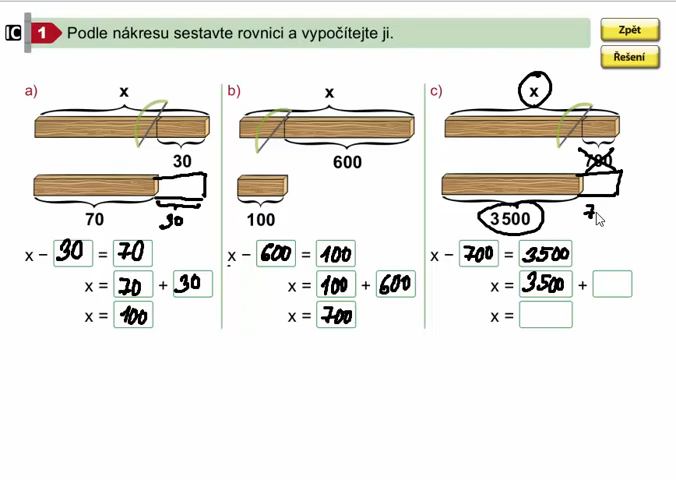 1 Podle nákresu sestavte rovnici a vypočítejte ji.
Zpět
Řešení
a)
x
30
70
30
x - 30 = 70
x = 70 + 30
x = 100
b)
x
600
100
x - 600 = 100
x = 100 + 600
x = 700
c)
x
700
3 500
7
x - 700 = 3500
x = 3500 +
x =